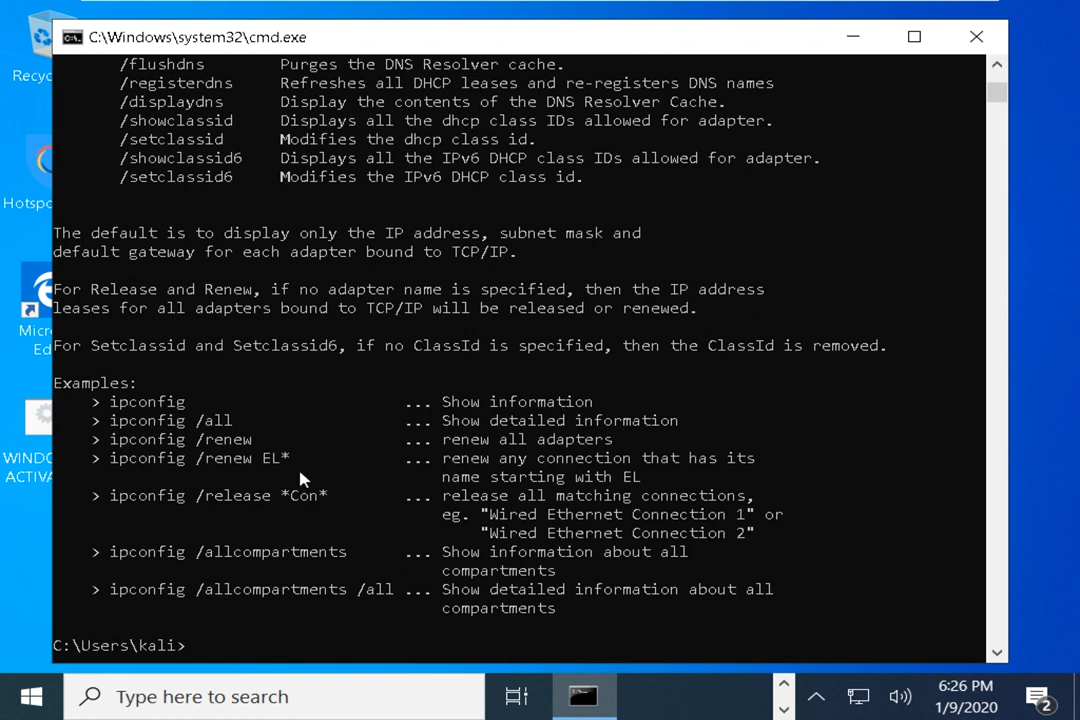 Recyc
Hotspo
Micr
Ed
WINDO
ACTIVA
C:\Windows\system32\cmd.exe
/flushdns Purges the DNS Resolver cache.
/registerdns Refreshes all DHCP leases and re-registers DNS names
/displaydns Display the contents of the DNS Resolver Cache.
/showclassid Displays all the dhcp class IDs allowed for adapter.
/setclassid Modifies the dhcp class id.
/showclassid6 Displays all the IPv6 DHCP class IDs allowed for adapter.
/setclassid6 Modifies the IPv6 DHCP class id.
The default is to display only the IP address, subnet mask and
default gateway for each adapter bound to TCP/IP.
For Release and Renew, if no adapter name is specified, then the IP address
leases for all adapters bound to TCP/IP will be released or renewed.
For Setclassid and Setclassid6, if no ClassId is specified, then the ClassId is removed.
Examples:
> ipconfig ... Show information
> ipconfig /all ... Show detailed information
> ipconfig /renew ... renew all adapters
> ipconfig /renew EL* ... renew any connection that has its
name starting with EL
> ipconfig /release *Con* ... release all matching connections,
eg. "Wired Ethernet Connection 1" or
"Wired Ethernet Connection 2"
> ipconfig /allcompartments ... Show information about all
compartments
> ipconfig /allcompartments /all ... Show detailed information about all
compartments
C:\Users\kali>
Type here to search
6:26 PM
1/9/2020
2